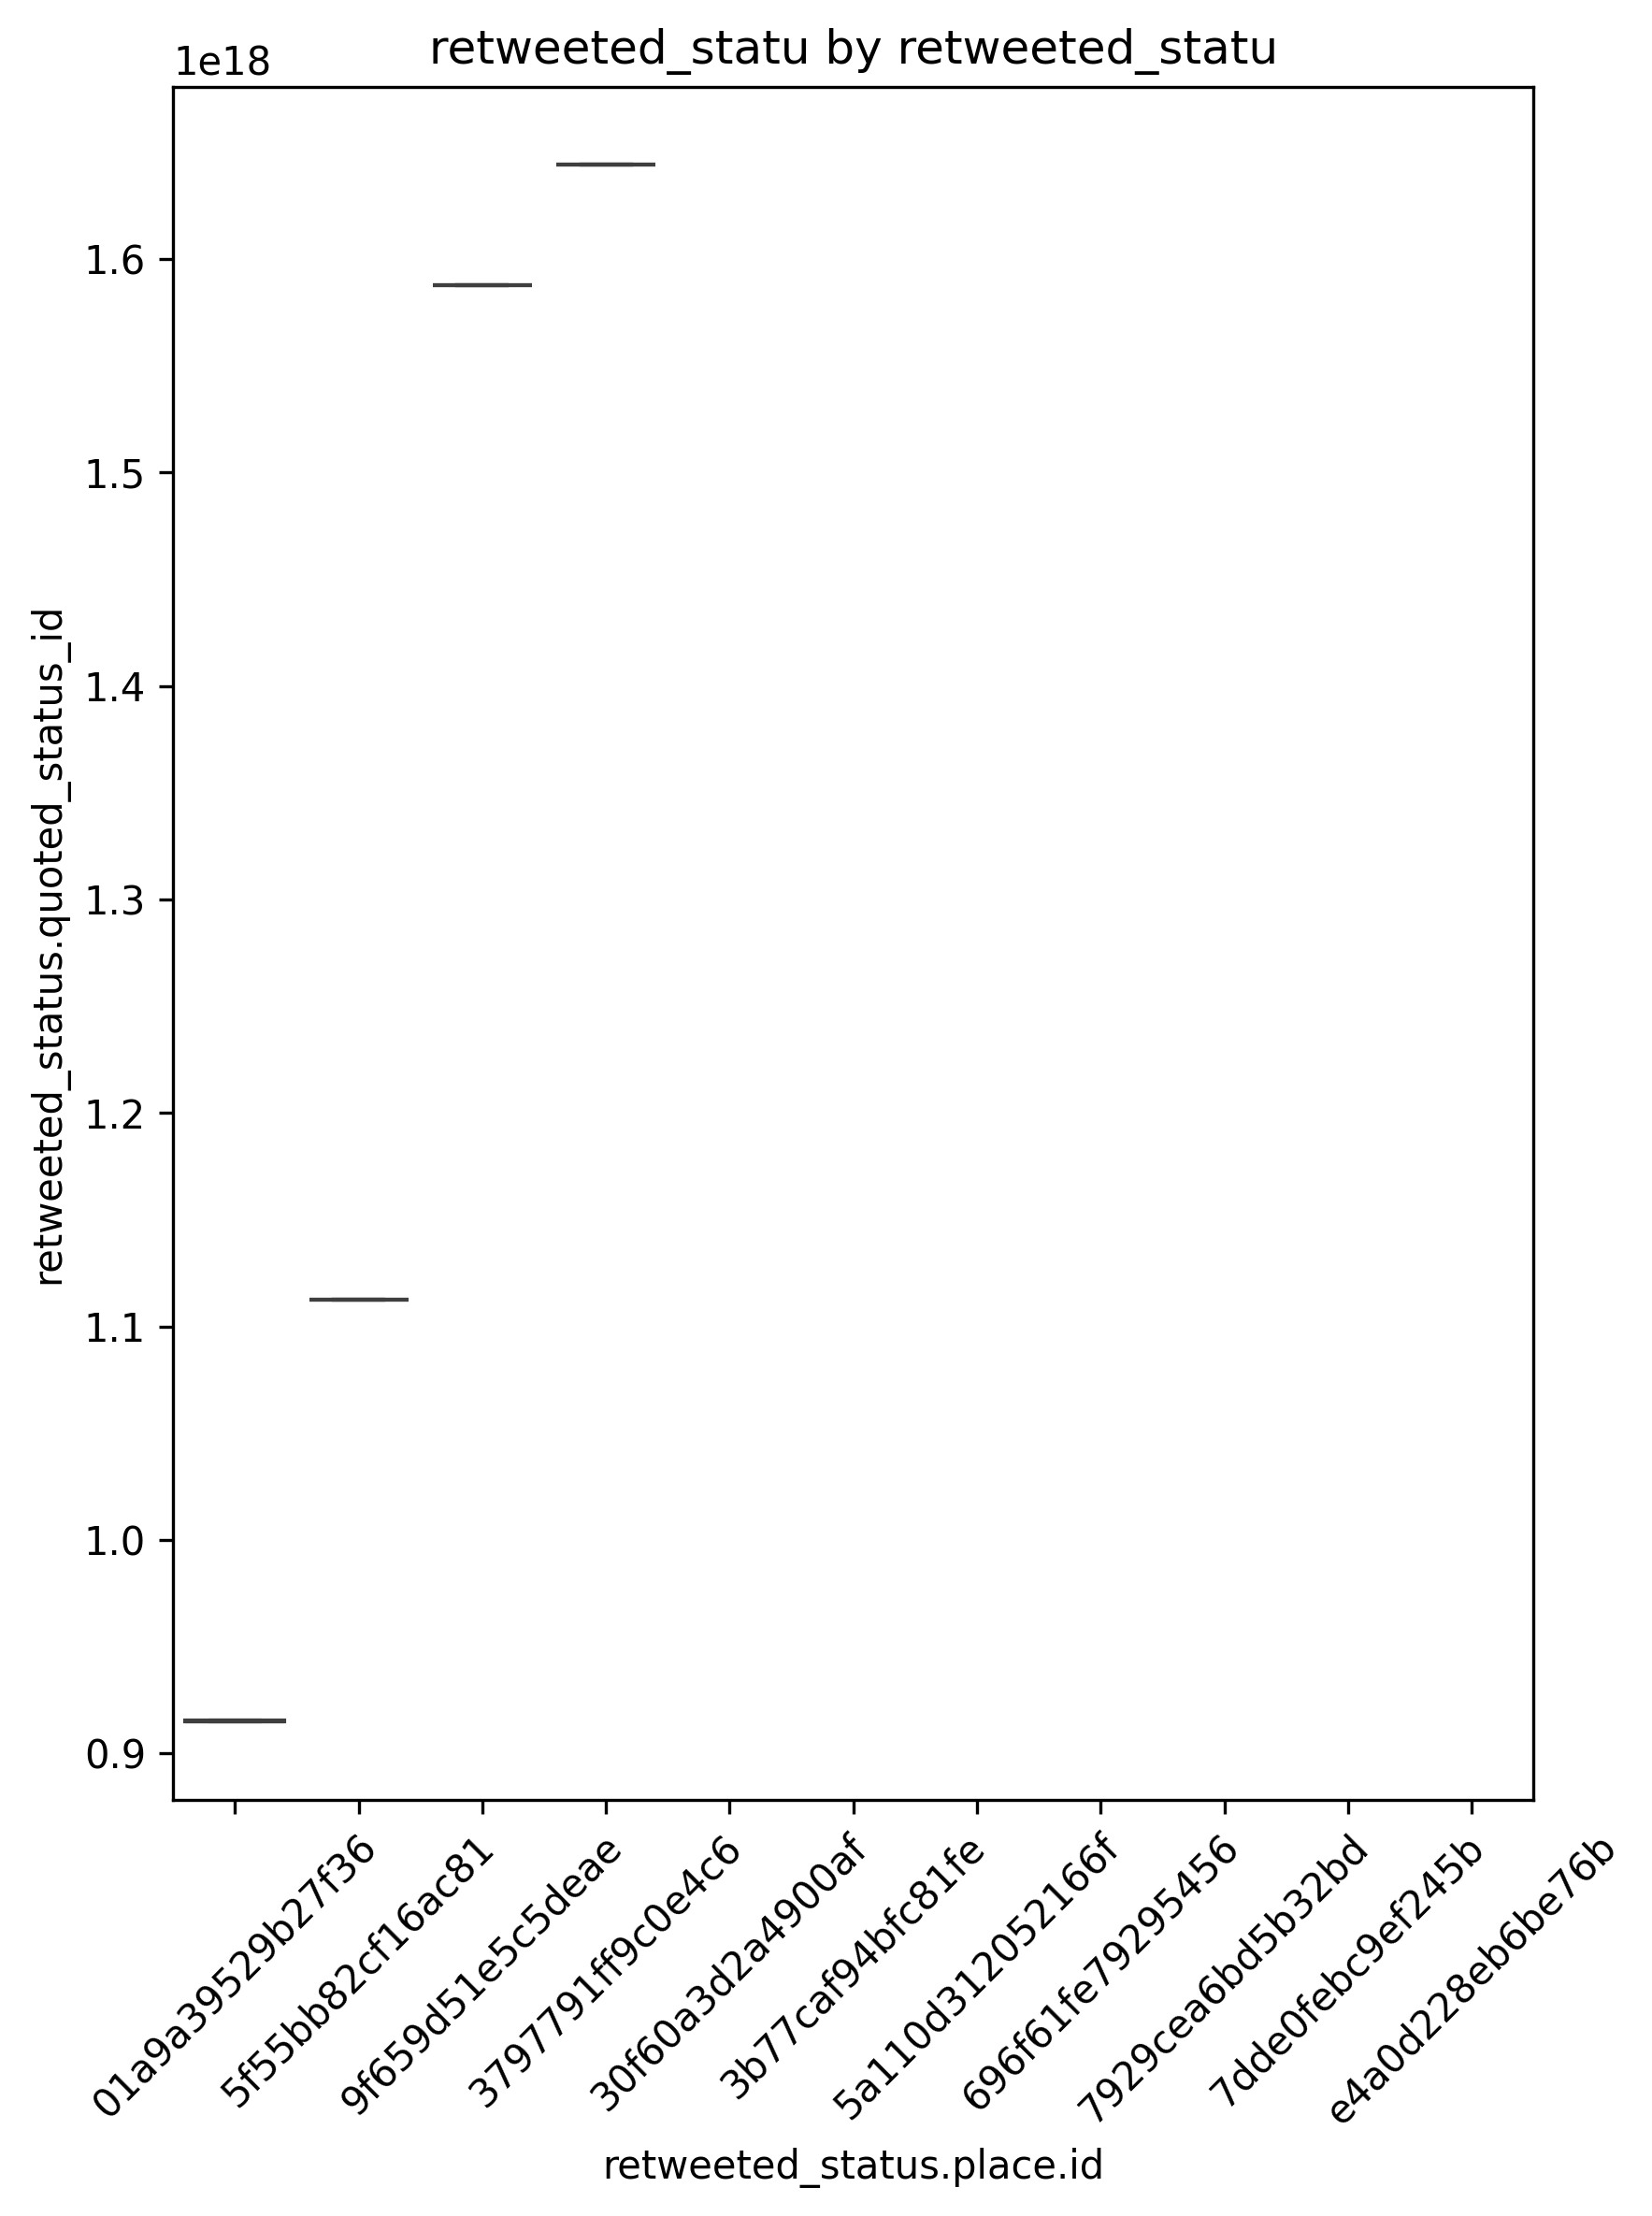 retweeted_statu by retweeted_statu
1e18
1.6
1.5
1.4
1.3
1.2
1.1
1.0
0.9
retweeted_status.quoted_status_id
01a9a39529b27f36
5f55bb82cf16ac81
9f659d51e5c5deae
3797791ff9c0e4c6
30f60a3d2a4900af
3b77caf94bfc81fe
5a110d312052166f
696f61fe79295456
7929cea6bd5b32bd
7dde0febc9ef245b
e4a0d228eb6be76b
retweeted_status.place.id